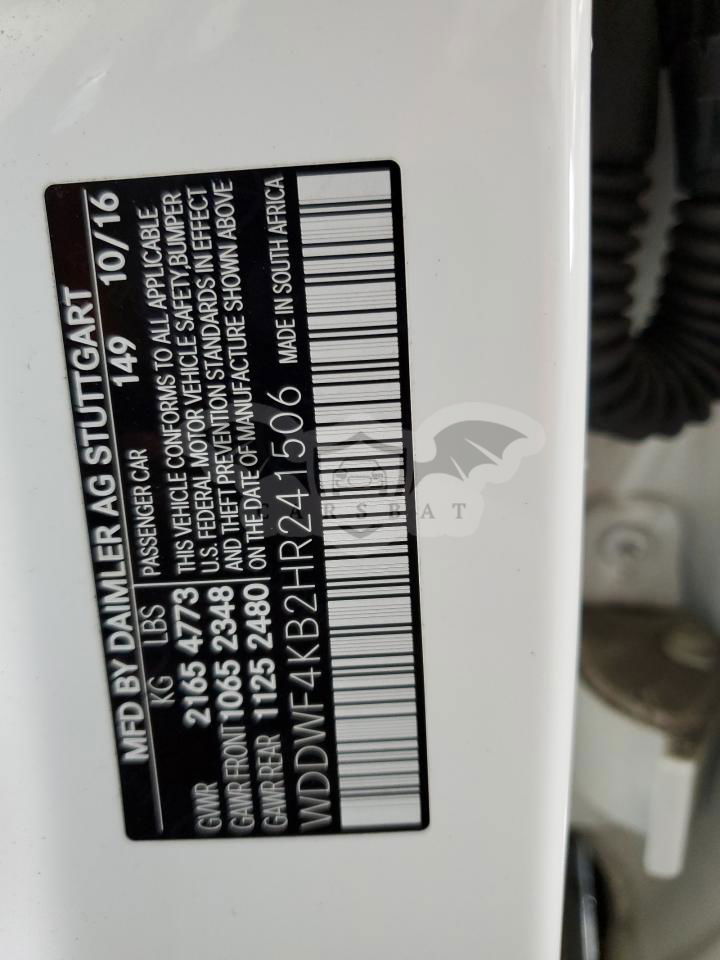 MFD BY DAIMLER AG STUTTGART
KG LBS 149 10/16
PASSENGER CAR
GVWR 2165 4773
GAWR FRONT 1065 2348
GAWR REAR 1125 2480
THIS VEHICLE CONFORMS TO ALL APPLICABLE
U.S. FEDERAL MOTOR VEHICLE SAFETY,BUMPER
AND THEFT PREVENTION STANDARDS IN EFFECT
ON THE DATE OF MANUFACTURE SHOWN ABOVE
WDDWF4KB2HR241506 MADE IN SOUTH AFRICA
CARSBAT